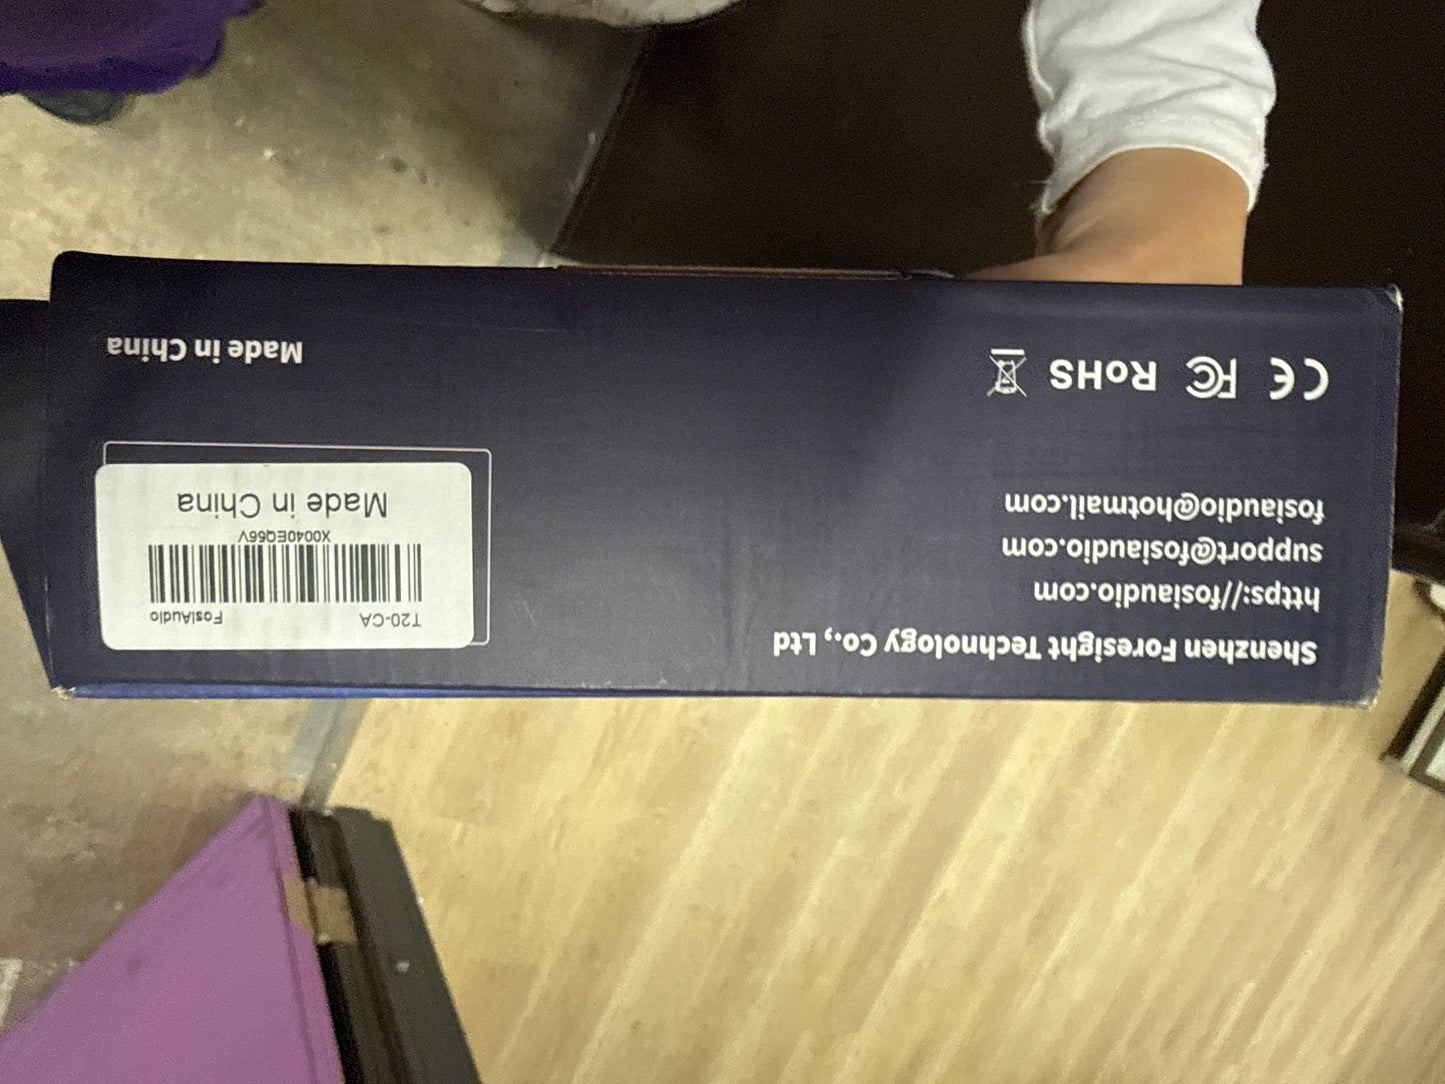 Shenzhen Foresight Technology Co., Ltd
https://fosiaudio.com
support@fosiaudio.com
fosiaudio@hotmail.com
CE FC RoHS
T20-CA FosiAudio
X0040EQ66V
Made in China
Made in China